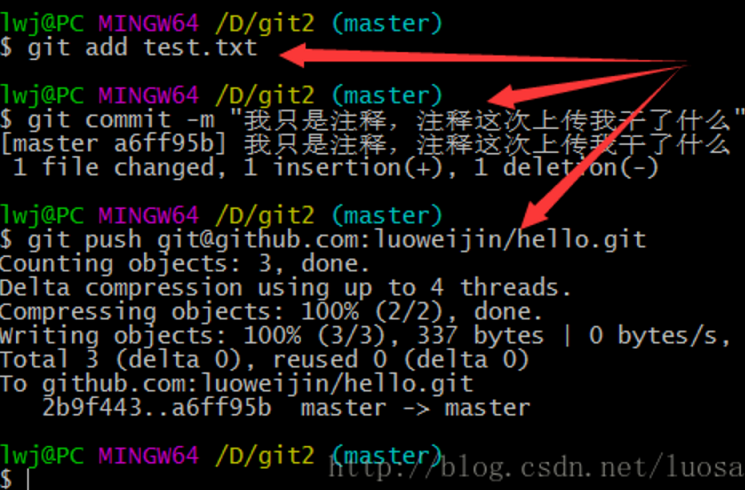 lwj@PC MINGW64 /D/git2 (master)
$ git add test.txt
lwj@PC MINGW64 /D/git2 (master)
$ git commit -m "我只是注释，注释这次上传我干了什么"
[master a6ff95b] 我只是注释，注释这次上传我干了什么
 1 file changed, 1 insertion(+), 1 deletion(-)
lwj@PC MINGW64 /D/git2 (master)
$ git push git@github.com:luoweijin/hello.git
Counting objects: 3, done.
Delta compression using up to 4 threads.
Compressing objects: 100% (2/2), done.
Writing objects: 100% (3/3), 337 bytes | 0 bytes/s,
Total 3 (delta 0), reused 0 (delta 0)
To github.com:luoweijin/hello.git
   2b9f443..a6ff95b  master -> master
lwj@PC MINGW64 /D/git2 (master)
$
http://blog.csdn.net/luosa